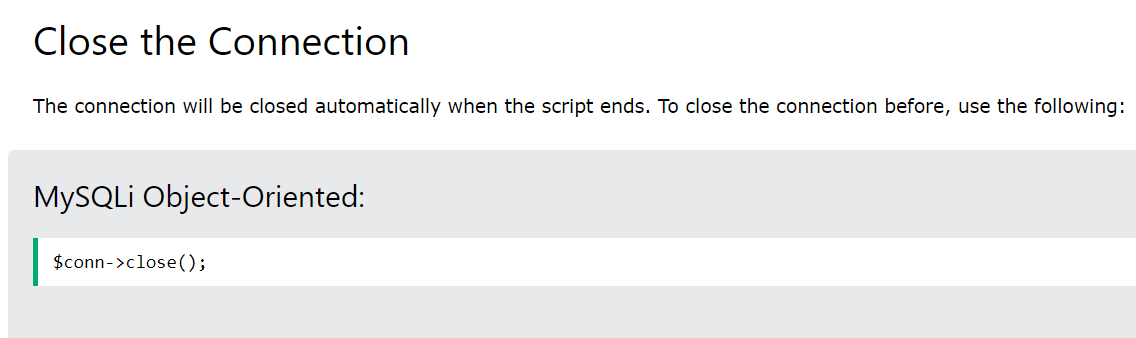 Close the Connection
The connection will be closed automatically when the script ends. To close the connection before, use the following:
MySQLi Object-Oriented:
$conn->close();